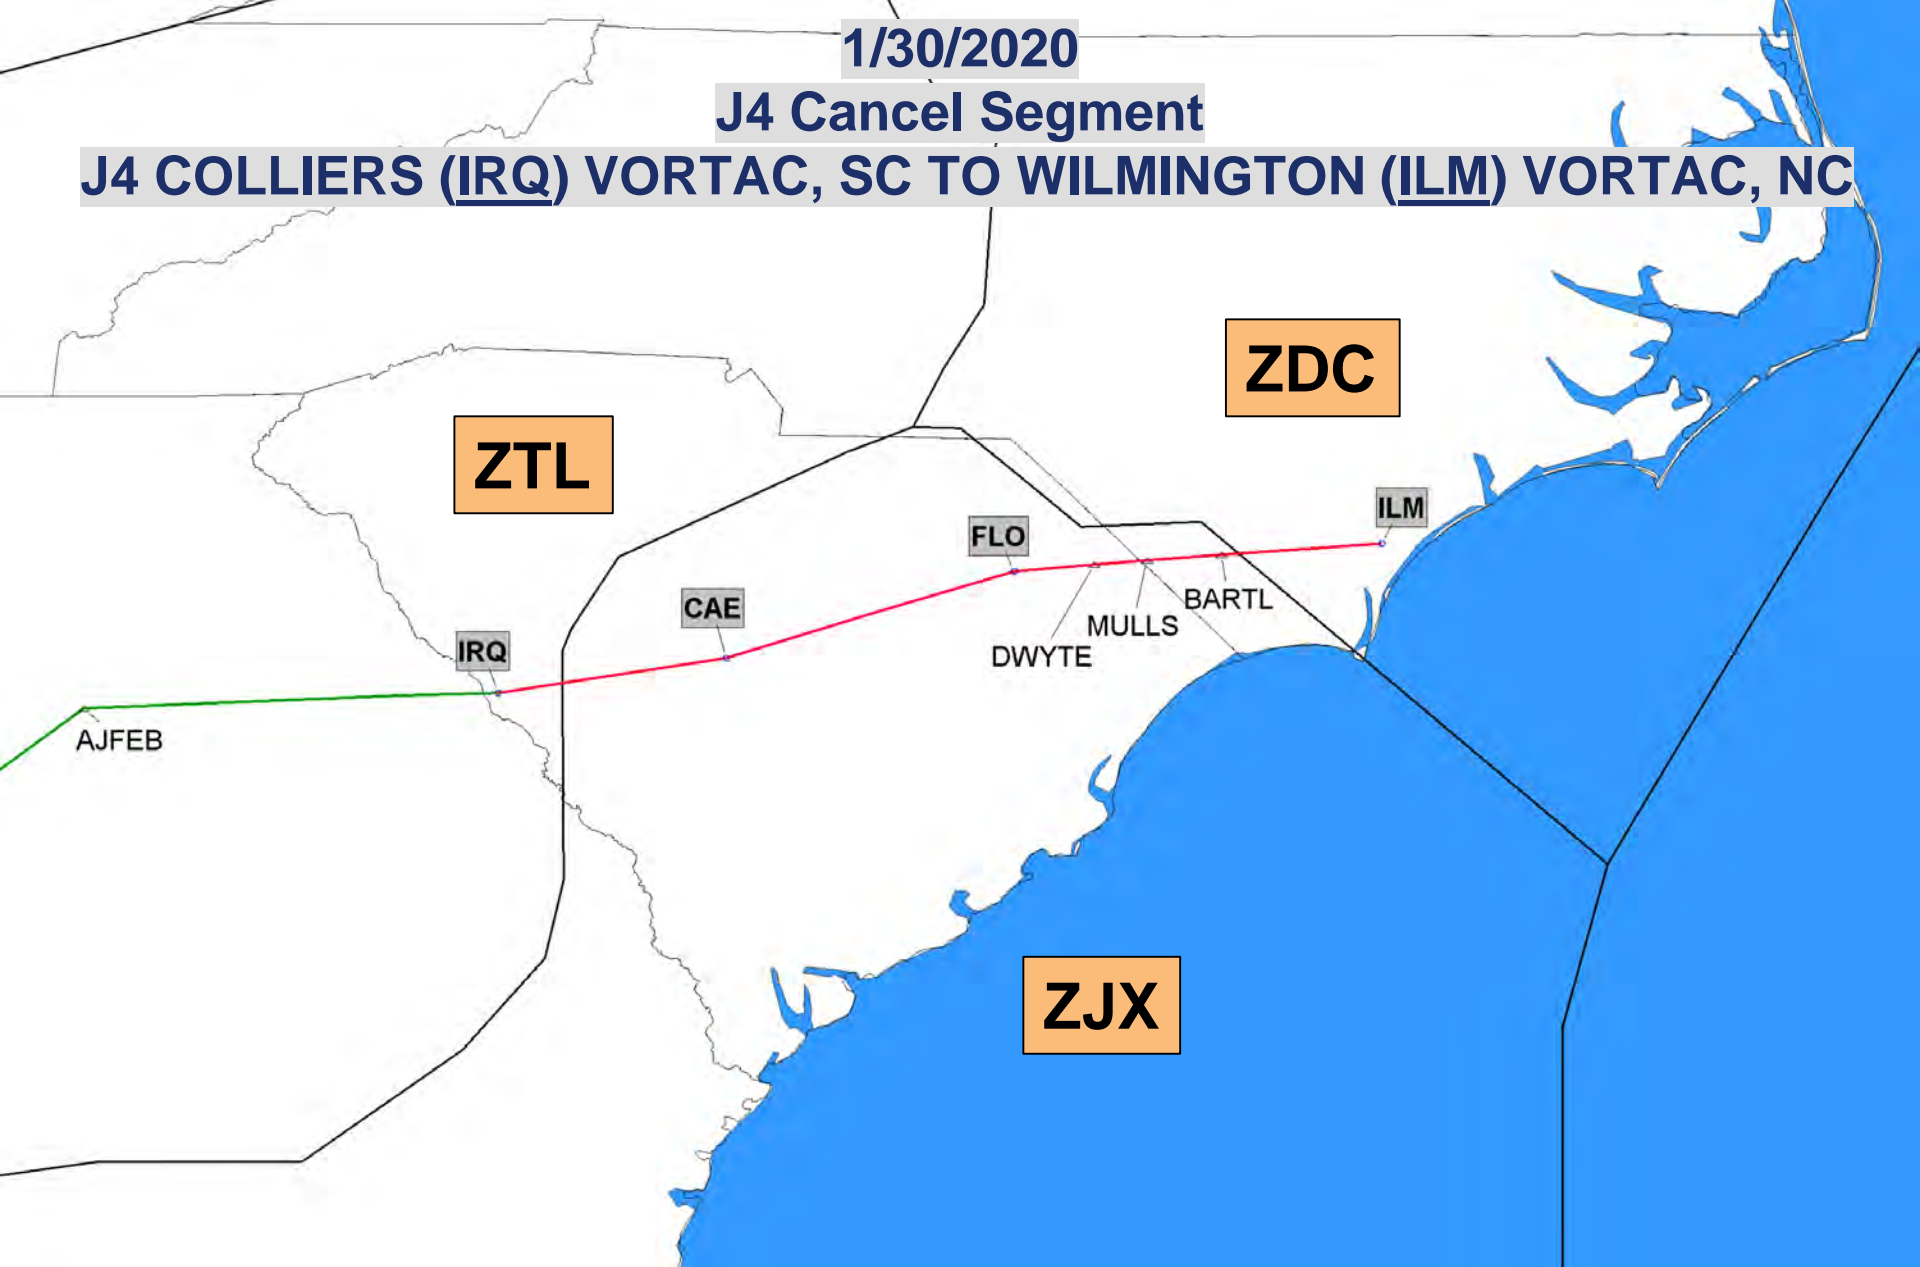 1/30/2020
J4 Cancel Segment
J4 COLLIERS (IRQ) VORTAC, SC TO WILMINGTON (ILM) VORTAC, NC
ZDC
ZTL
ILM
FLO
BARTL
CAE
MULLS
DWYTE
IRQ
AJFEB
ZJX